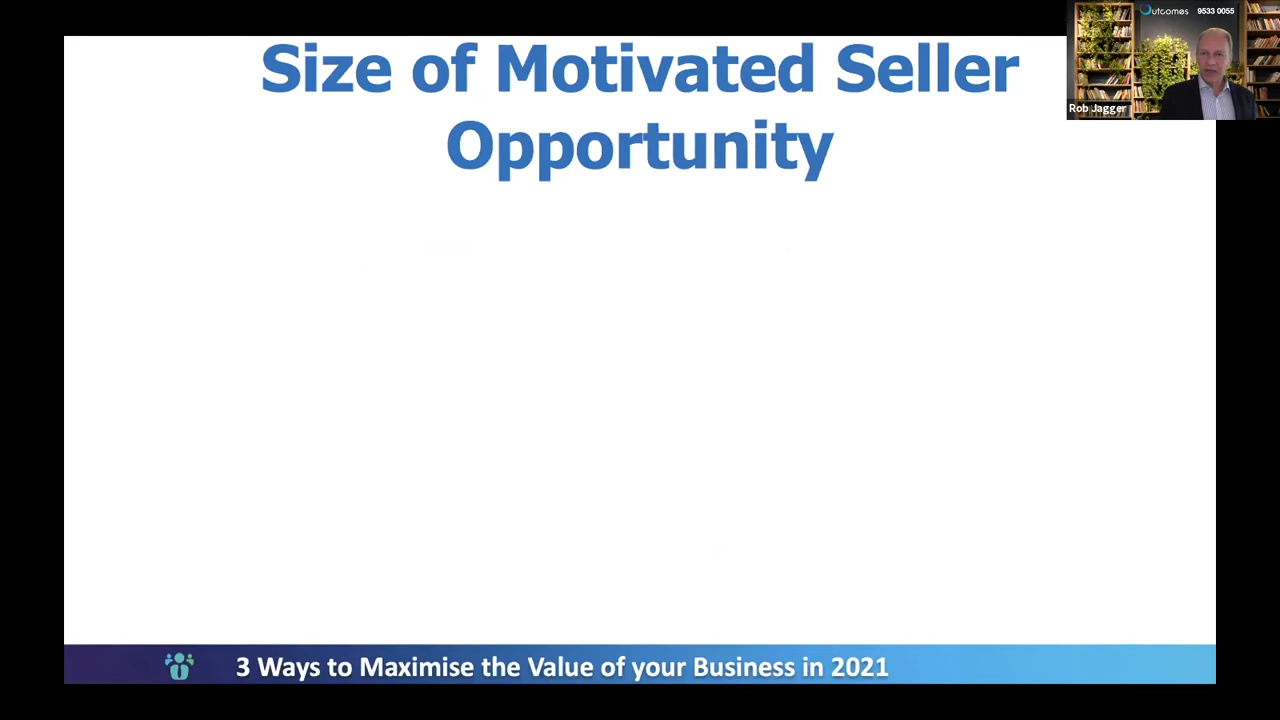 Size of Motivated Seller
Opportunity
Outcomes 9533 0055
Rob Jagger
3 Ways to Maximise the Value of your Business in 2021